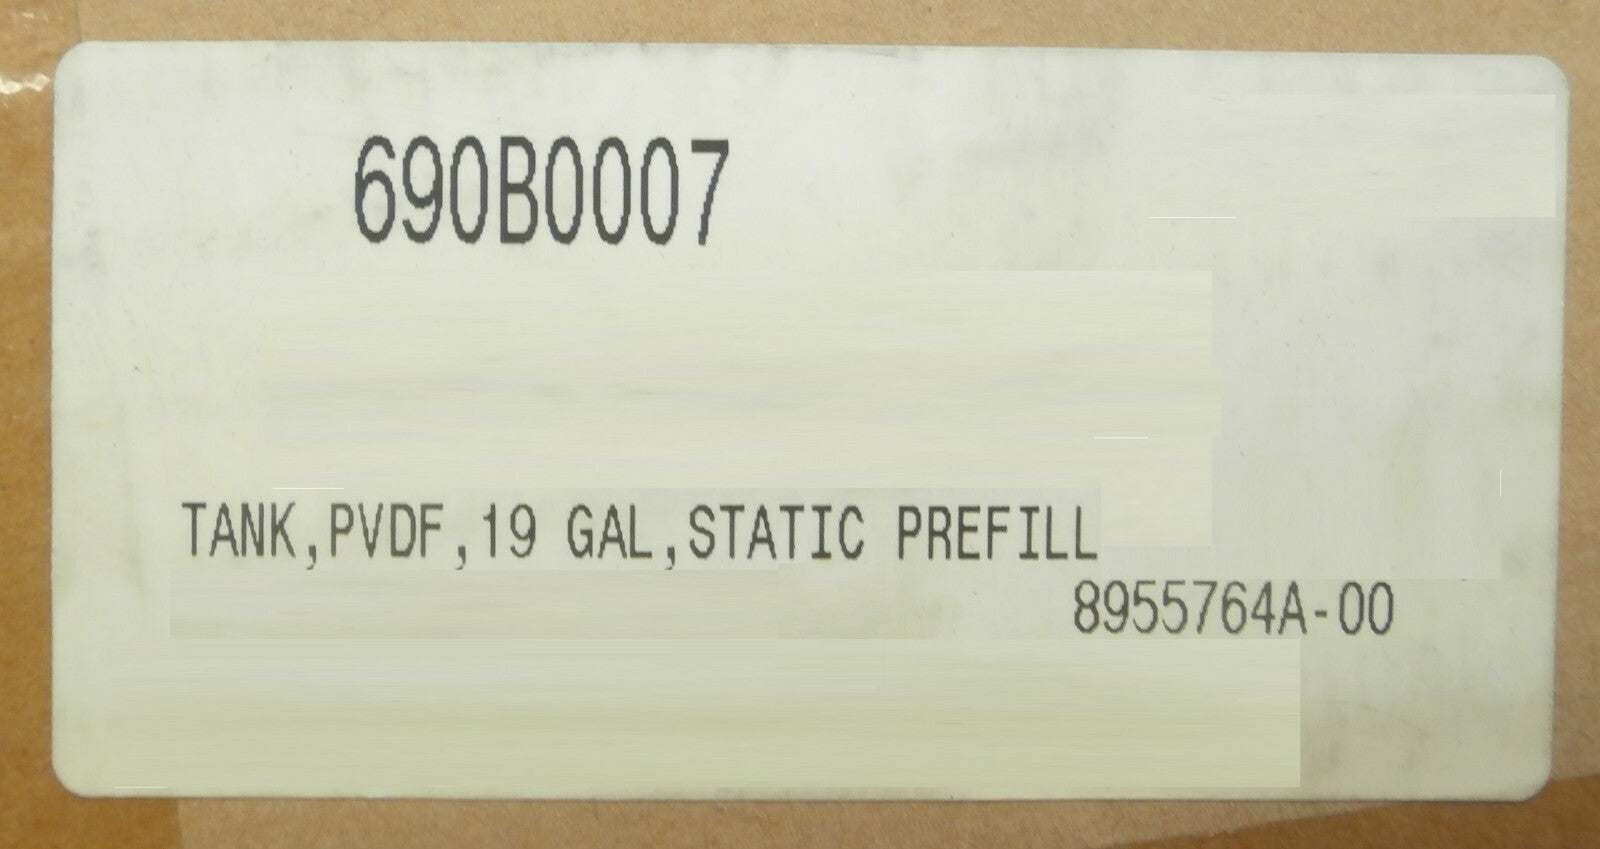 690B0007
TANK,PVDF,19 GAL,STATIC PREFILL
8955764A-00